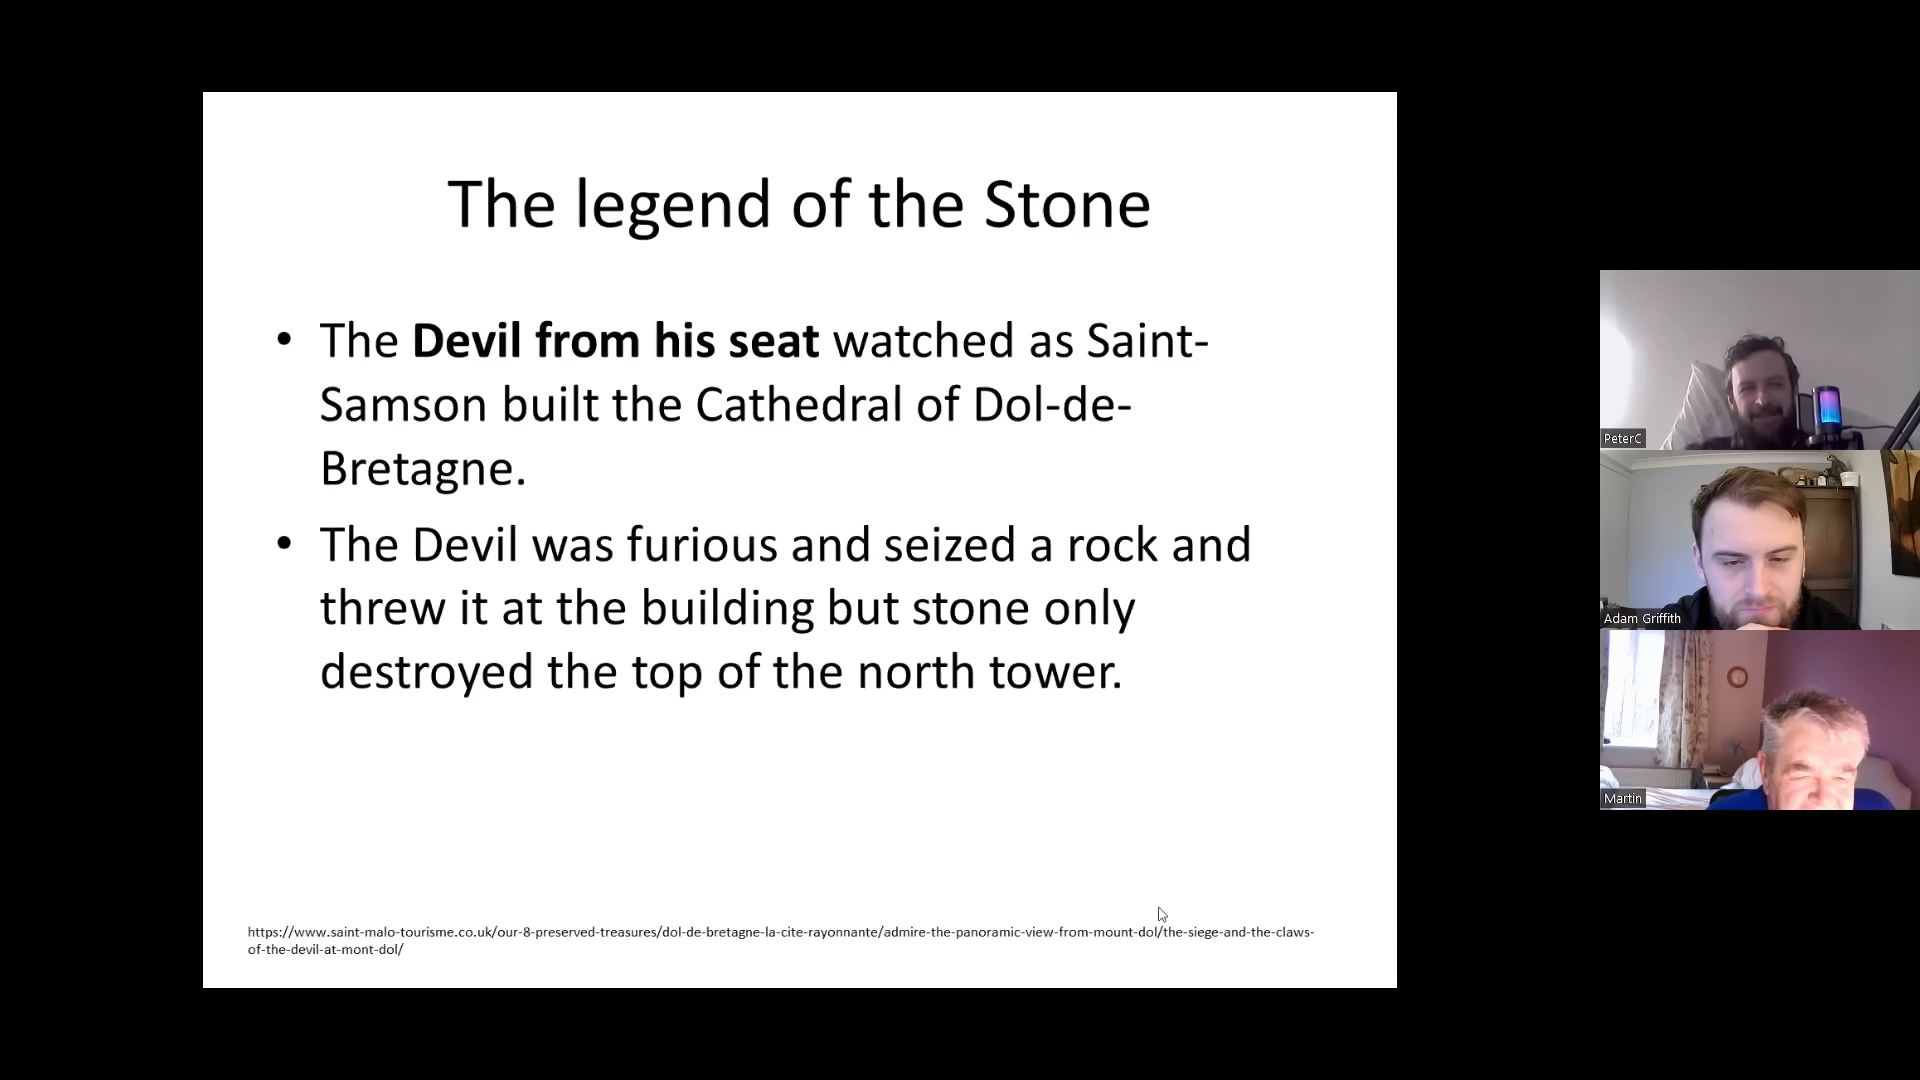 The legend of the Stone
• The Devil from his seat watched as Saint-
Samson built the Cathedral of Dol-de-
Bretagne.
• The Devil was furious and seized a rock and
threw it at the building but stone only
destroyed the top of the north tower.
https://www.saint-malo-tourisme.co.uk/our-8-preserved-treasures/dol-de-bretagne-la-cite-rayonnante/admire-the-panoramic-view-from-mount-dol/the-siege-and-the-claws-
of-the-devil-at-mont-dol/
PeterC
Adam Griffith
Martin